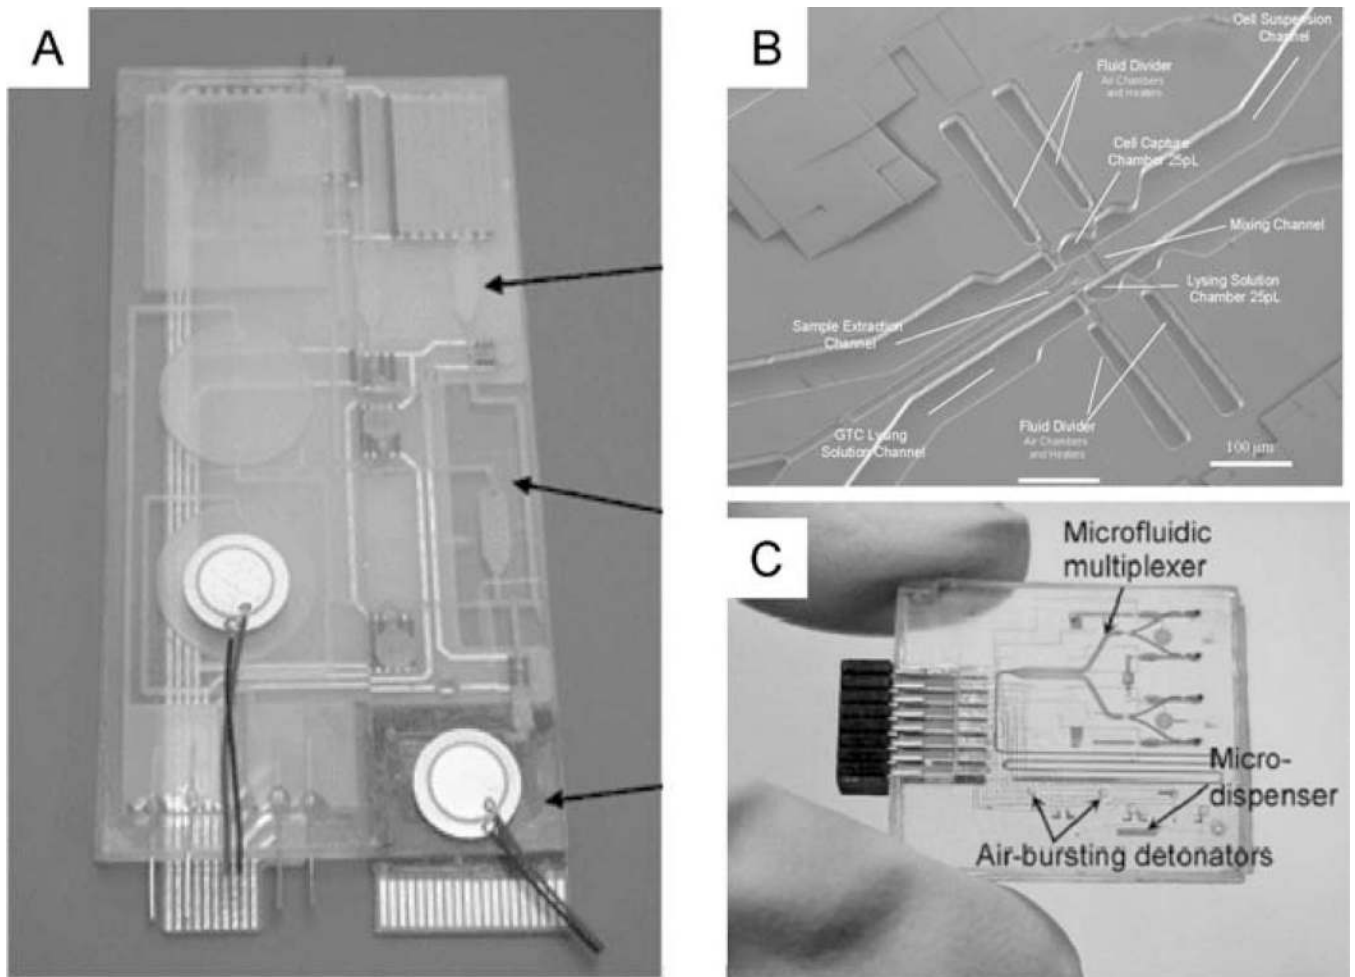 A
B
Cell Suspension
Channel
Fluid Divider
Air Chambers
and Heaters
Cell Capture
Chamber 25pL
Mixing Channel
Lysing Solution
Chamber 25pL
Sample Extraction
Channel
GTC Lysing
Solution Channel
Fluid Divider
Air Chambers
and Heaters
100 µm
C
Microfluidic
multiplexer
Micro-
dispenser
Air-bursting detonators